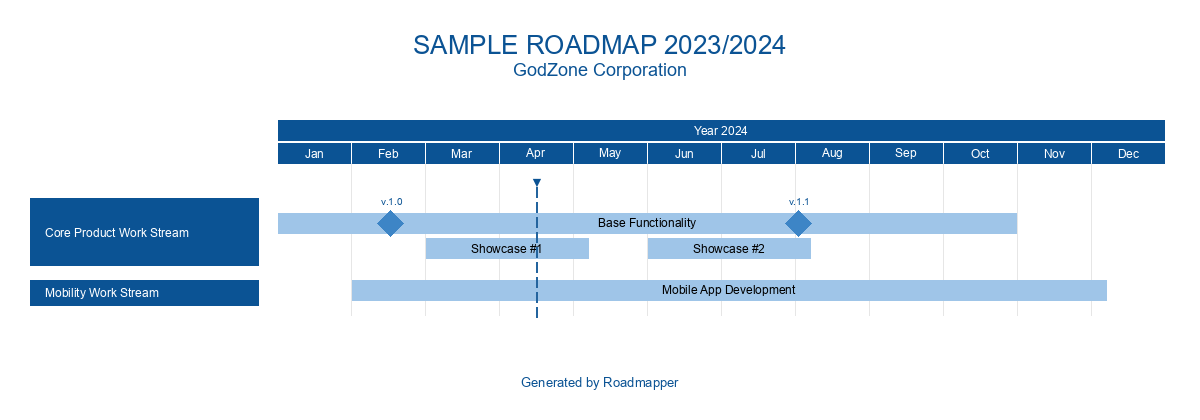 SAMPLE ROADMAP 2023/2024
GodZone Corporation
Year 2024
Jan Feb Mar Apr May Jun Jul Aug Sep Oct Nov Dec
v.1.0 v.1.1
Core Product Work Stream
Base Functionality
Showcase #1 Showcase #2
Mobility Work Stream
Mobile App Development
Generated by Roadmapper